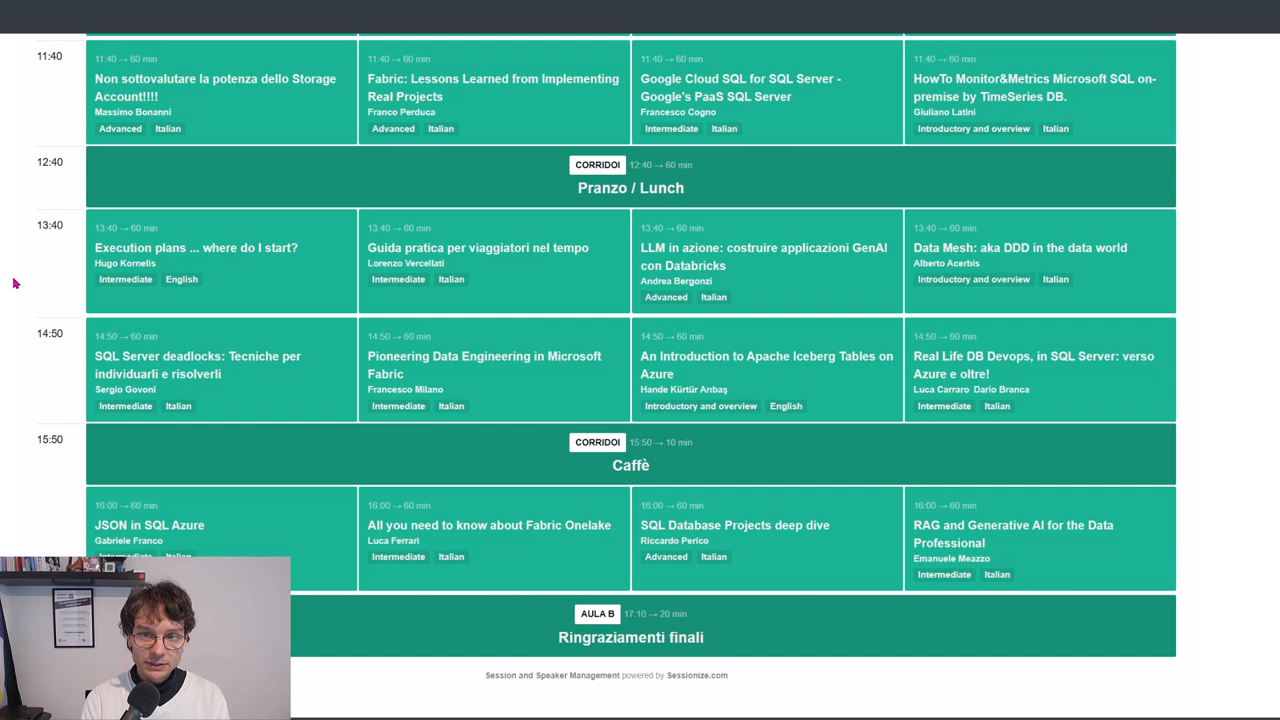 11:40
11:40 → 60 min
Non sottovalutare la potenza dello Storage
Account!!!!
Massimo Bonanni
Advanced Italian
11:40 → 60 min
Fabric: Lessons Learned from Implementing
Real Projects
Franco Perduca
Advanced Italian
11:40 → 60 min
Google Cloud SQL for SQL Server -
Google's PaaS SQL Server
Francesco Cogno
Intermediate Italian
11:40 → 60 min
HowTo Monitor&Metrics Microsoft SQL on-
premise by TimeSeries DB.
Giuliano Latini
Introductory and overview Italian
12:40
CORRIDOI 12:40 → 60 min
Pranzo / Lunch
13:40
13:40 → 60 min
Execution plans ... where do I start?
Hugo Kornelis
Intermediate English
13:40 → 60 min
Guida pratica per viaggiatori nel tempo
Lorenzo Vercellati
Intermediate Italian
13:40 → 60 min
LLM in azione: costruire applicazioni GenAI
con Databricks
Andrea Bergonzi
Advanced Italian
13:40 → 60 min
Data Mesh: aka DDD in the data world
Alberto Acerbis
Introductory and overview Italian
14:50
14:50 → 60 min
SQL Server deadlocks: Tecniche per
individuarli e risolverli
Sergio Govoni
Intermediate Italian
14:50 → 60 min
Pioneering Data Engineering in Microsoft
Fabric
Francesco Milano
Intermediate Italian
14:50 → 60 min
An Introduction to Apache Iceberg Tables on
Azure
Hande Kürtür Arıbaş
Introductory and overview English
14:50 → 60 min
Real Life DB Devops, in SQL Server: verso
Azure e oltre!
Luca Carraro Dario Branca
Intermediate Italian
15:50
CORRIDOI 15:50 → 10 min
Caffè
16:00 → 60 min
JSON in SQL Azure
Gabriele Franco
Intermediate Italian
16:00 → 60 min
All you need to know about Fabric Onelake
Luca Ferrari
Intermediate Italian
16:00 → 60 min
SQL Database Projects deep dive
Riccardo Perico
Advanced Italian
16:00 → 60 min
RAG and Generative AI for the Data
Professional
Emanuele Meazzo
Intermediate Italian
AULA B 17:10 → 20 min
Ringraziamenti finali
Session and Speaker Management powered by Sessionize.com